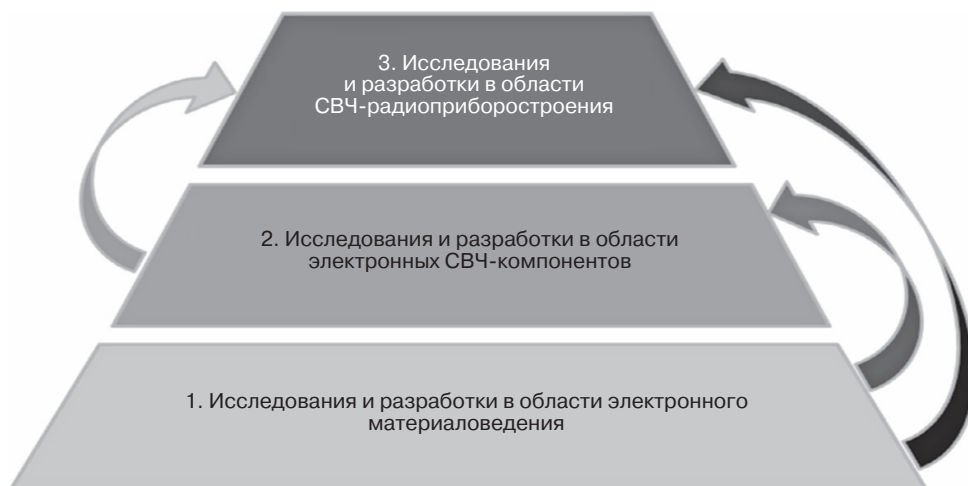 3. Исследования
и разработки в области
СВЧ-радиоприборостроения
2. Исследования и разработки в области
электронных СВЧ-компонентов
1. Исследования и разработки в области электронного
материаловедения